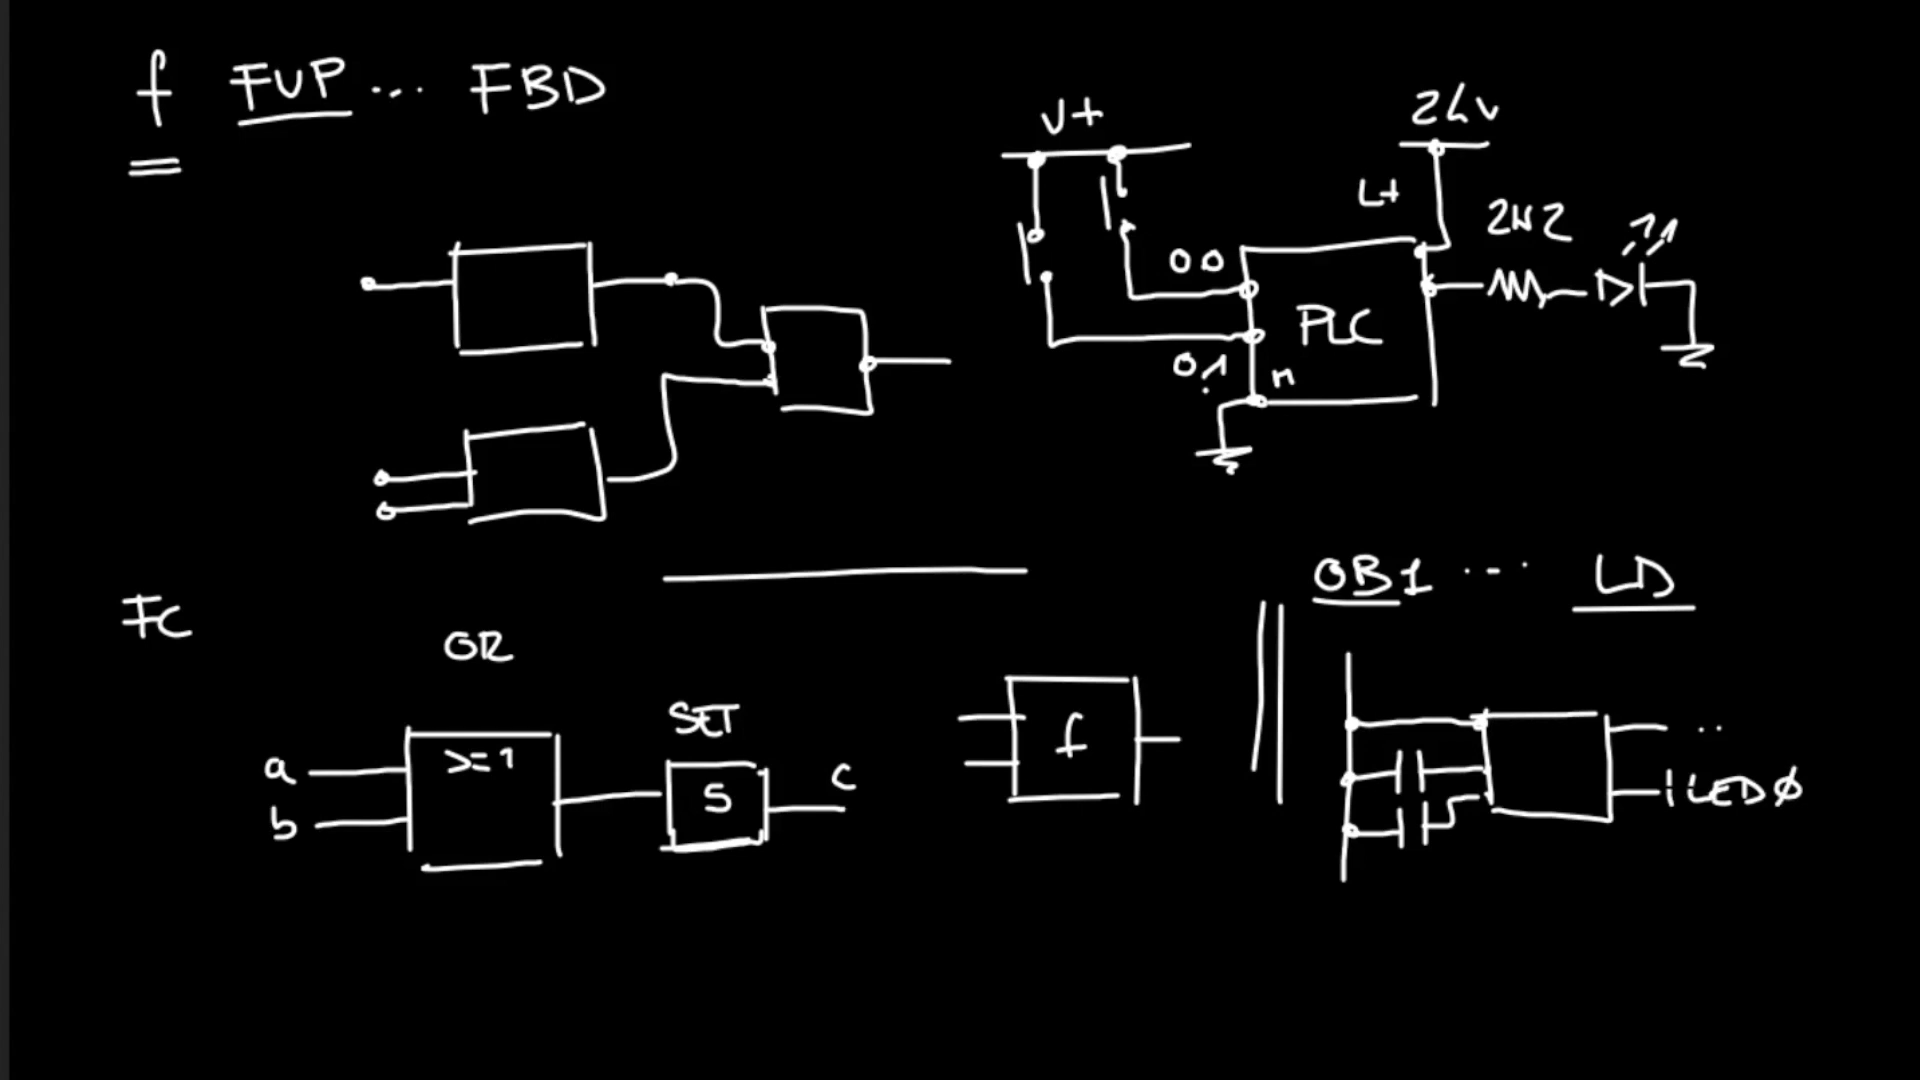 f FUP ... FBD
V+
24V
L+
2K2
0 0
PLC
0.1
n
OB1 ... LD
FC
OR
SET
f
>=1
a
S
c
b
..
LED0